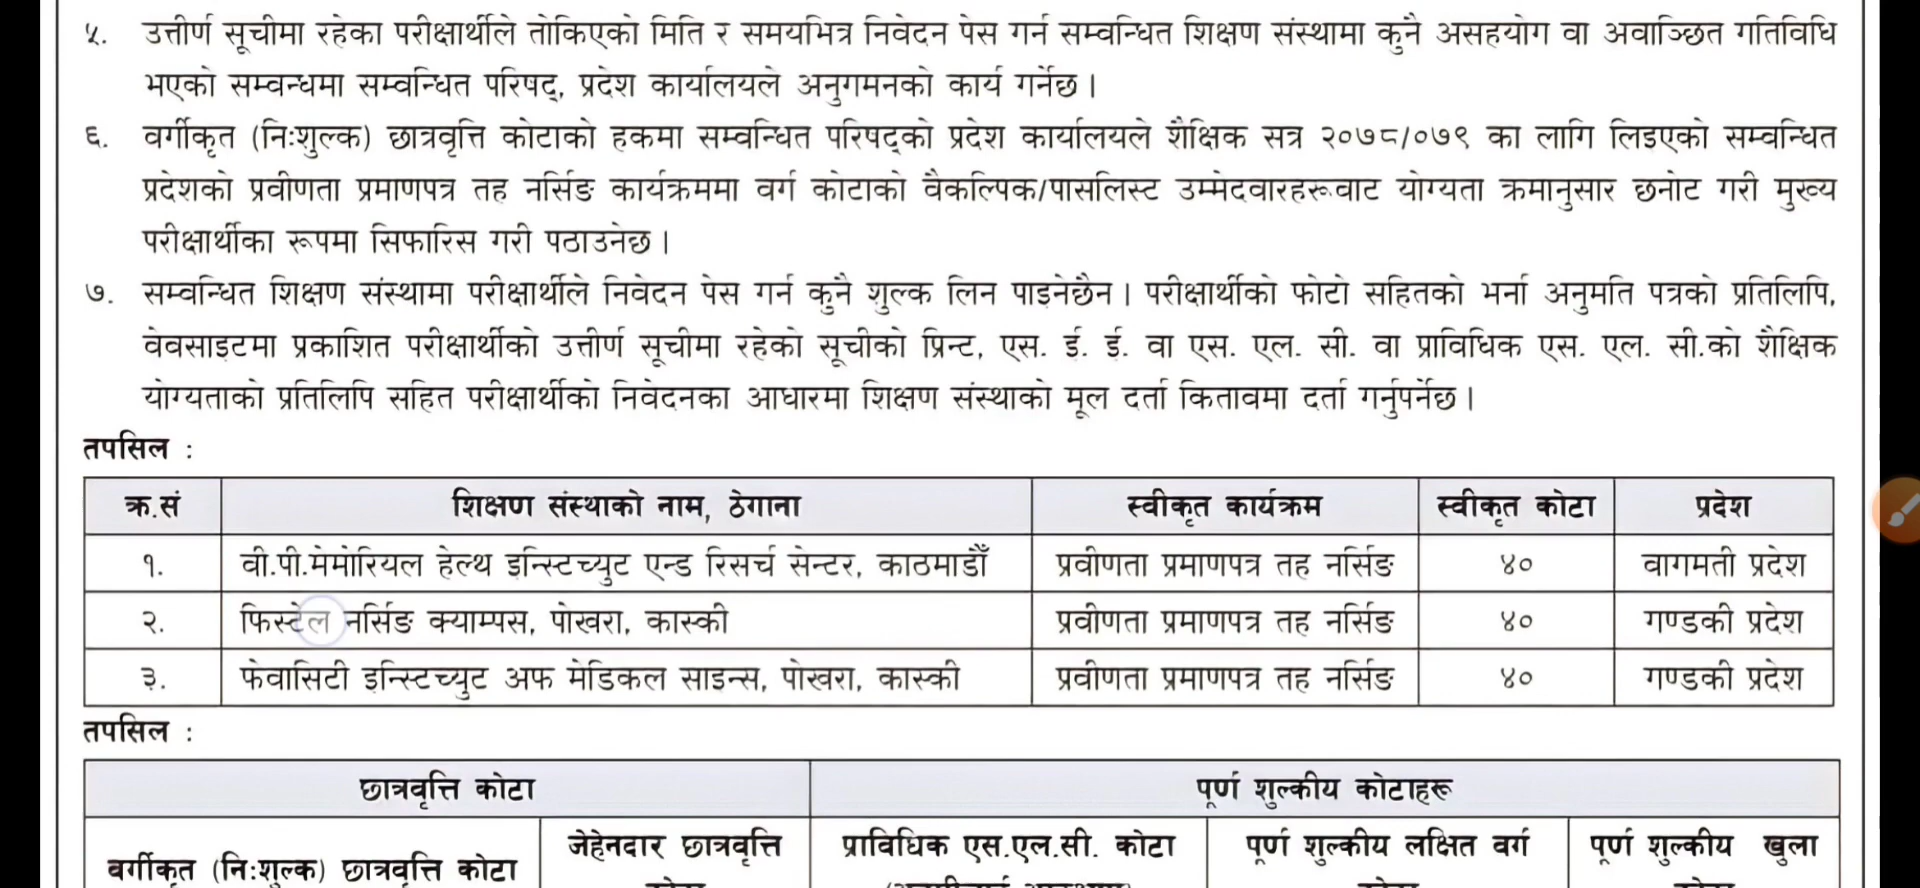 ५. उत्तीर्ण सूचीमा रहेका परीक्षार्थीले तोकिएको मिति र समयभित्र निवेदन पेस गर्न सम्वन्धित शिक्षण संस्थामा कुनै असहयोग वा अवाञ्छित गतिविधि
भएको सम्वन्धमा सम्वन्धित परिषद्, प्रदेश कार्यालयले अनुगमनको कार्य गर्नेछ ।
६. वर्गीकृत (निःशुल्क) छात्रवृत्ति कोटाको हकमा सम्वन्धित परिषद्को प्रदेश कार्यालयले शैक्षिक सत्र २०७८/०७९ का लागि लिइएको सम्वन्धित
प्रदेशको प्रवीणता प्रमाणपत्र तह नर्सिङ कार्यक्रममा वर्ग कोटाको वैकल्पिक/पासलिस्ट उम्मेदवारहरूवाट योग्यता क्रमानुसार छनोट गरी मुख्य
परीक्षार्थीका रूपमा सिफारिस गरी पठाउनेछ ।
७. सम्वन्धित शिक्षण संस्थामा परीक्षार्थीले निवेदन पेस गर्न कुनै शुल्क लिन पाइनेछैन । परीक्षार्थीको फोटो सहितको भर्ना अनुमति पत्रको प्रतिलिपि,
वेवसाइटमा प्रकाशित परीक्षार्थीको उत्तीर्ण सूचीमा रहेको सूचीको प्रिन्ट, एस. ई. ई. वा एस. एल. सी. वा प्राविधिक एस. एल. सी.को शैक्षिक
योग्यताको प्रतिलिपि सहित परीक्षार्थीको निवेदनका आधारमा शिक्षण संस्थाको मूल दर्ता कितावमा दर्ता गर्नुपर्नेछ ।
तपसिल :
क्र.सं शिक्षण संस्थाको नाम, ठेगाना स्वीकृत कार्यक्रम स्वीकृत कोटा प्रदेश
१. वी.पी.मेमोरियल हेल्थ इन्स्टिच्युट एन्ड रिसर्च सेन्टर, काठमाडौँ प्रवीणता प्रमाणपत्र तह नर्सिङ ४० वागमती प्रदेश
२. फिस्टेल नर्सिङ क्याम्पस, पोखरा, कास्की प्रवीणता प्रमाणपत्र तह नर्सिङ ४० गण्डकी प्रदेश
३. फेवासिटी इन्स्टिच्युट अफ मेडिकल साइन्स, पोखरा, कास्की प्रवीणता प्रमाणपत्र तह नर्सिङ ४० गण्डकी प्रदेश
तपसिल :
छात्रवृत्ति कोटा पूर्ण शुल्कीय कोटाहरू
वर्गीकृत (निःशुल्क) छात्रवृत्ति कोटा जेहेनदार छात्रवृत्ति प्राविधिक एस.एल.सी. कोटा पूर्ण शुल्कीय लक्षित वर्ग पूर्ण शुल्कीय खुला